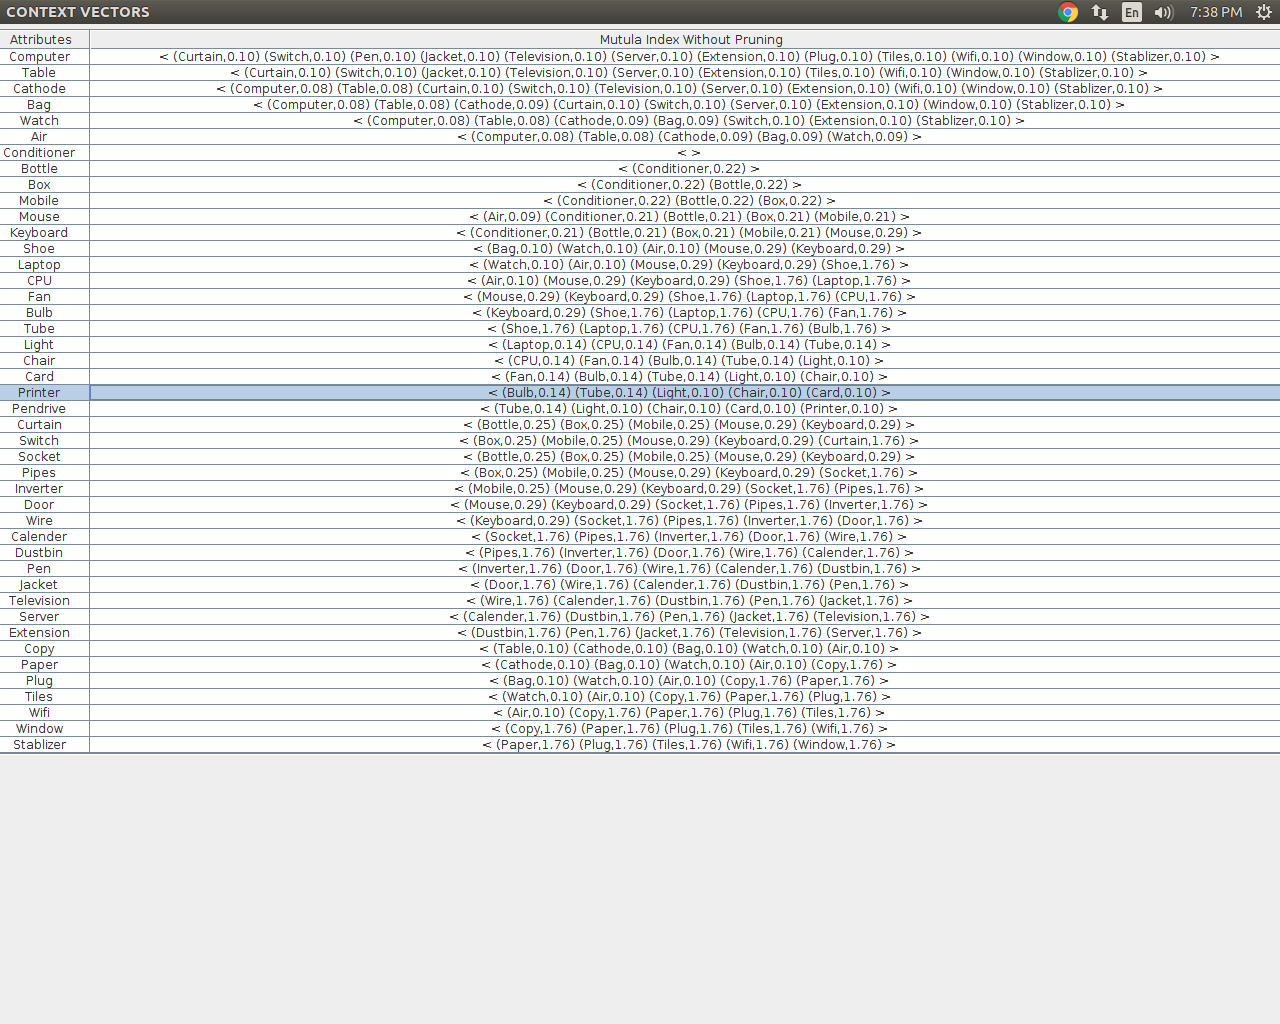 CONTEXT VECTORS En 7:38 PM
Attributes Mutula Index Without Pruning
Computer < (Curtain,0.10) (Switch,0.10) (Pen,0.10) (Jacket,0.10) (Television,0.10) (Server,0.10) (Extension,0.10) (Plug,0.10) (Tiles,0.10) (Wifi,0.10) (Window,0.10) (Stablizer,0.10) >
Table < (Curtain,0.10) (Switch,0.10) (Jacket,0.10) (Television,0.10) (Server,0.10) (Extension,0.10) (Tiles,0.10) (Wifi,0.10) (Window,0.10) (Stablizer,0.10) >
Cathode < (Computer,0.08) (Table,0.08) (Curtain,0.10) (Switch,0.10) (Television,0.10) (Server,0.10) (Extension,0.10) (Wifi,0.10) (Window,0.10) (Stablizer,0.10) >
Bag < (Computer,0.08) (Table,0.08) (Cathode,0.09) (Curtain,0.10) (Switch,0.10) (Server,0.10) (Extension,0.10) (Window,0.10) (Stablizer,0.10) >
Watch < (Computer,0.08) (Table,0.08) (Cathode,0.09) (Bag,0.09) (Switch,0.10) (Extension,0.10) (Stablizer,0.10) >
Air < (Computer,0.08) (Table,0.08) (Cathode,0.09) (Bag,0.09) (Watch,0.09) >
Conditioner < >
Bottle < (Conditioner,0.22) >
Box < (Conditioner,0.22) (Bottle,0.22) >
Mobile < (Conditioner,0.22) (Bottle,0.22) (Box,0.22) >
Mouse < (Air,0.09) (Conditioner,0.21) (Bottle,0.21) (Box,0.21) (Mobile,0.21) >
Keyboard < (Conditioner,0.21) (Bottle,0.21) (Box,0.21) (Mobile,0.21) (Mouse,0.29) >
Shoe < (Bag,0.10) (Watch,0.10) (Air,0.10) (Mouse,0.29) (Keyboard,0.29) >
Laptop < (Watch,0.10) (Air,0.10) (Mouse,0.29) (Keyboard,0.29) (Shoe,1.76) >
CPU < (Air,0.10) (Mouse,0.29) (Keyboard,0.29) (Shoe,1.76) (Laptop,1.76) >
Fan < (Mouse,0.29) (Keyboard,0.29) (Shoe,1.76) (Laptop,1.76) (CPU,1.76) >
Bulb < (Keyboard,0.29) (Shoe,1.76) (Laptop,1.76) (CPU,1.76) (Fan,1.76) >
Tube < (Shoe,1.76) (Laptop,1.76) (CPU,1.76) (Fan,1.76) (Bulb,1.76) >
Light < (Laptop,0.14) (CPU,0.14) (Fan,0.14) (Bulb,0.14) (Tube,0.14) >
Chair < (CPU,0.14) (Fan,0.14) (Bulb,0.14) (Tube,0.14) (Light,0.10) >
Card < (Fan,0.14) (Bulb,0.14) (Tube,0.14) (Light,0.10) (Chair,0.10) >
Printer < (Bulb,0.14) (Tube,0.14) (Light,0.10) (Chair,0.10) (Card,0.10) >
Pendrive < (Tube,0.14) (Light,0.10) (Chair,0.10) (Card,0.10) (Printer,0.10) >
Curtain < (Bottle,0.25) (Box,0.25) (Mobile,0.25) (Mouse,0.29) (Keyboard,0.29) >
Switch < (Box,0.25) (Mobile,0.25) (Mouse,0.29) (Keyboard,0.29) (Curtain,1.76) >
Socket < (Bottle,0.25) (Box,0.25) (Mobile,0.25) (Mouse,0.29) (Keyboard,0.29) >
Pipes < (Box,0.25) (Mobile,0.25) (Mouse,0.29) (Keyboard,0.29) (Socket,1.76) >
Inverter < (Mobile,0.25) (Mouse,0.29) (Keyboard,0.29) (Socket,1.76) (Pipes,1.76) >
Door < (Mouse,0.29) (Keyboard,0.29) (Socket,1.76) (Pipes,1.76) (Inverter,1.76) >
Wire < (Keyboard,0.29) (Socket,1.76) (Pipes,1.76) (Inverter,1.76) (Door,1.76) >
Calender < (Socket,1.76) (Pipes,1.76) (Inverter,1.76) (Door,1.76) (Wire,1.76) >
Dustbin < (Pipes,1.76) (Inverter,1.76) (Door,1.76) (Wire,1.76) (Calender,1.76) >
Pen < (Inverter,1.76) (Door,1.76) (Wire,1.76) (Calender,1.76) (Dustbin,1.76) >
Jacket < (Door,1.76) (Wire,1.76) (Calender,1.76) (Dustbin,1.76) (Pen,1.76) >
Television < (Wire,1.76) (Calender,1.76) (Dustbin,1.76) (Pen,1.76) (Jacket,1.76) >
Server < (Calender,1.76) (Dustbin,1.76) (Pen,1.76) (Jacket,1.76) (Television,1.76) >
Extension < (Dustbin,1.76) (Pen,1.76) (Jacket,1.76) (Television,1.76) (Server,1.76) >
Copy < (Table,0.10) (Cathode,0.10) (Bag,0.10) (Watch,0.10) (Air,0.10) >
Paper < (Cathode,0.10) (Bag,0.10) (Watch,0.10) (Air,0.10) (Copy,1.76) >
Plug < (Bag,0.10) (Watch,0.10) (Air,0.10) (Copy,1.76) (Paper,1.76) >
Tiles < (Watch,0.10) (Air,0.10) (Copy,1.76) (Paper,1.76) (Plug,1.76) >
Wifi < (Air,0.10) (Copy,1.76) (Paper,1.76) (Plug,1.76) (Tiles,1.76) >
Window < (Copy,1.76) (Paper,1.76) (Plug,1.76) (Tiles,1.76) (Wifi,1.76) >
Stablizer < (Paper,1.76) (Plug,1.76) (Tiles,1.76) (Wifi,1.76) (Window,1.76) >